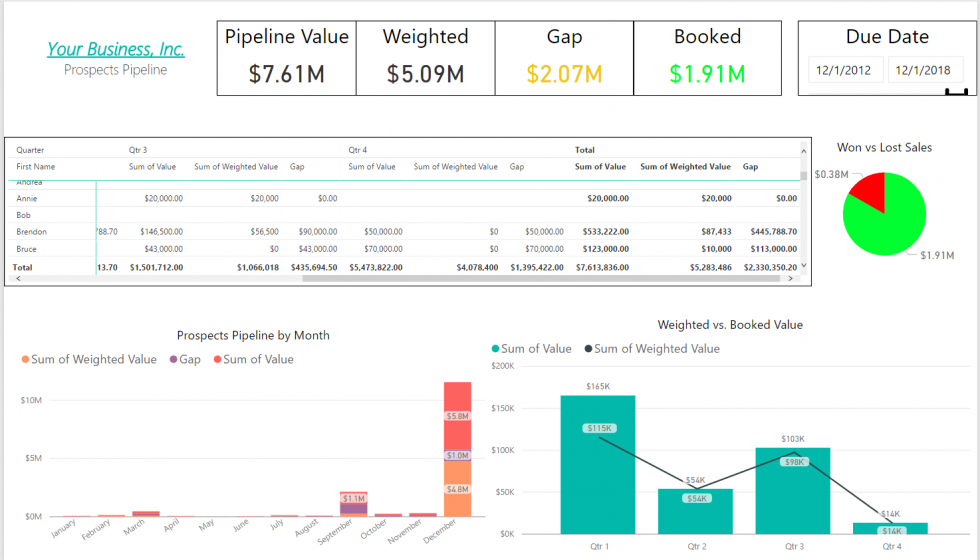 Your Business, Inc.
Prospects Pipeline
Pipeline Value Weighted Gap Booked
$7.61M $5.09M $2.07M $1.91M
Due Date
12/1/2012 12/1/2018
Quarter Qtr 3 Qtr 4 Total
First Name Sum of Value Sum of Weighted Value Gap Sum of Value Sum of Weighted Value Gap Sum of Value Sum of Weighted Value Gap
Andrea
Annie $20,000.00 $20,000 $0.00 $20,000.00 $20,000 $0.00
Bob
Brendon 788.70 $146,500.00 $56,500 $90,000.00 $50,000.00 $0 $50,000.00 $533,222.00 $87,433 $445,788.70
Bruce $43,000.00 $0 $43,000.00 $70,000.00 $0 $70,000.00 $123,000.00 $10,000 $113,000.00
Total 13.70 $1,501,712.00 $1,066,018 $435,694.50 $5,473,822.00 $4,078,400 $1,395,422.00 $7,613,836.00 $5,283,486 $2,330,350.20
Won vs Lost Sales
$0.38M
$1.91M
Prospects Pipeline by Month
Sum of Weighted Value Gap Sum of Value
$10M
$5M
$0M
$5.8M
$1.0M
$4.8M
$1.1M
January February March April May June July August September October November December
Weighted vs. Booked Value
Sum of Value Sum of Weighted Value
$200K
$150K
$100K
$50K
$0K
$165K
$115K
$54K
$54K
$103K
$98K
$14K
$14K
Qtr 1 Qtr 2 Qtr 3 Qtr 4